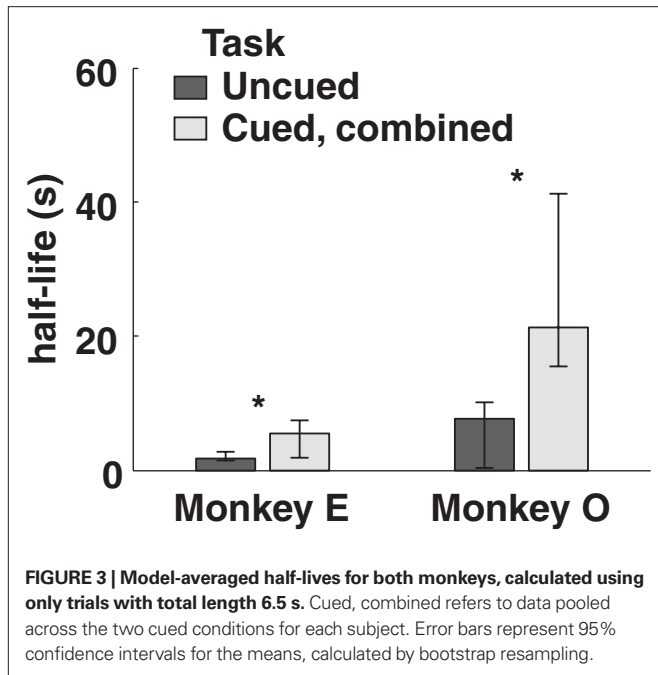 Task
Uncued
Cued, combined
60
40
20
0
half-life (s)
*
*
Monkey E
Monkey O
FIGURE 3 | Model-averaged half-lives for both monkeys, calculated using
only trials with total length 6.5 s. Cued, combined refers to data pooled
across the two cued conditions for each subject. Error bars represent 95%
confidence intervals for the means, calculated by bootstrap resampling.